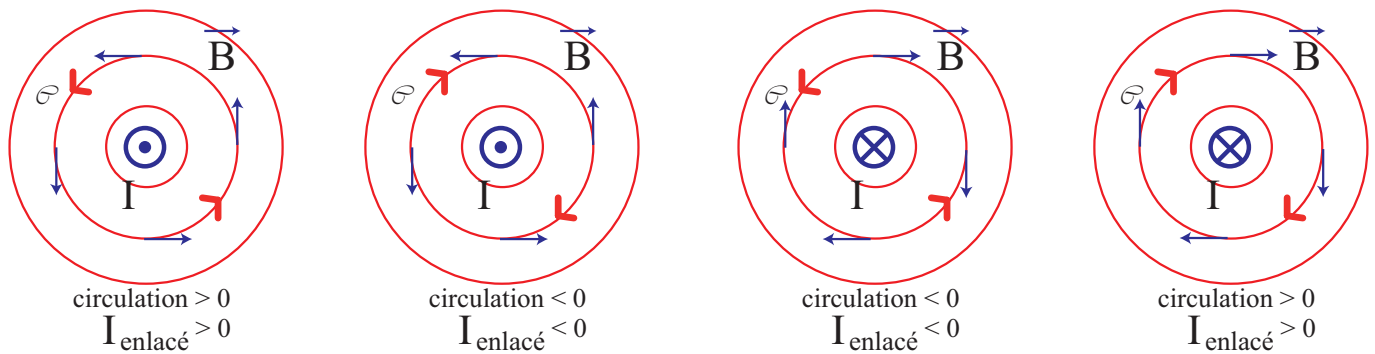 B
𝒞
I
circulation > 0
I enlacé > 0
B
𝒞
I
circulation < 0
I enlacé < 0
B
𝒞
I
circulation < 0
I enlacé < 0
B
𝒞
I
circulation > 0
I enlacé > 0